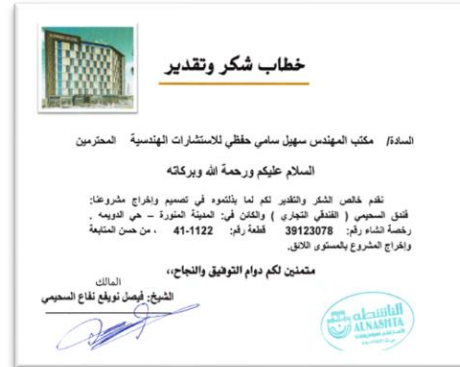 خطاب شكر وتقدير
السادة/ مكتب المهندس سهيل سامي حفظي للاستشارات الهندسية المحترمين
السلام عليكم ورحمة الله وبركاته
نقدم خالص الشكر والتقدير لكم لما بذلتموه في تصميم وإخراج مشروعنا:
فندق السحيمي ( الفندقي التجاري ) والكائن في: المدينة المنورة – حي الدويمه .
رخصة انشاء رقم: 39123078 قطعة رقم: 41-1122 ، من حسن المتابعة
وإخراج المشروع بالمستوى اللائق.
متمنين لكم دوام التوفيق والنجاح،،
المالك
الشيخ: فيصل نويفع نفاع السحيمي
الناشطه
ALNASHTA